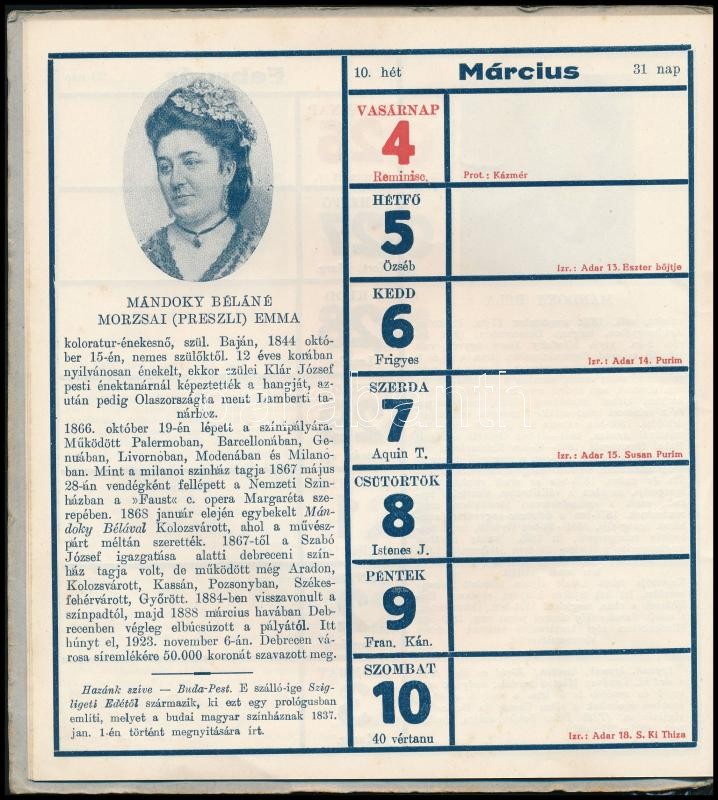 MÁNDOKY BÉLÁNÉ
MORZSAI (PRESZLI) EMMA
koloratur-énekesnő, szül. Baján, 1844 októ-
ber 15-én, nemes szülőktől. 12 éves korában
nyilvánosan énekelt, ekkor szülei Klár József
pesti énektanárnál képeztették a hangját, az-
után pedig Olaszországba ment Lamberti ta-
nárhoz.
1866. október 19-én lépett a színipályára.
Működött Palermoban, Barcellonában, Ge-
nuában, Livornoban, Modenában és Milano-
ban. Mint a milanoi szinház tagja 1867 május
28-án vendégként fellépett a Nemzeti Szin-
házban a »Faust« c. opera Margaréta sze-
repében. 1868 január elején egybekelt Mán-
doky Bélával Kolozsvárott, ahol a művész-
párt méltán szerették. 1867-től a Szabó
József igazgatása alatti debreceni szín-
ház tagja volt, de működött még Aradon,
Kolozsvárott, Kassán, Pozsonyban, Székes-
fehérvárott, Győrött. 1884-ben visszavonult a
színpadtól, majd 1888 március havában Deb-
recenben végleg elbúcsúzott a pályától. Itt
húnyt el, 1923. november 6-án. Debrecen vá-
rosa síremlékére 50.000 koronát szavazott meg.
Hazánk szive — Buda-Pest. E szálló-ige Szig-
ligeti Edétől származik, ki ezt egy prológusban
említi, melyet a budai magyar színháznak 1837.
jan. 1-én történt megnyitására írt.
10. hét Március 31 nap
VASÁRNAP
4
Reminisc.
Prot.: Kázmér
HÉTFŐ
5
Özséb
Izr.: Adar 13. Eszter bőjtje
KEDD
6
Frigyes
Izr.: Adar 14. Purim
SZERDA
7
Aquin T.
Izr.: Adar 15. Susan Purim
CSÜTÖRTÖK
8
Istenes J.
PÉNTEK
9
Fran. Kán.
SZOMBAT
10
40 vértanu
Izr.: Adar 18. S. Ki Thiza